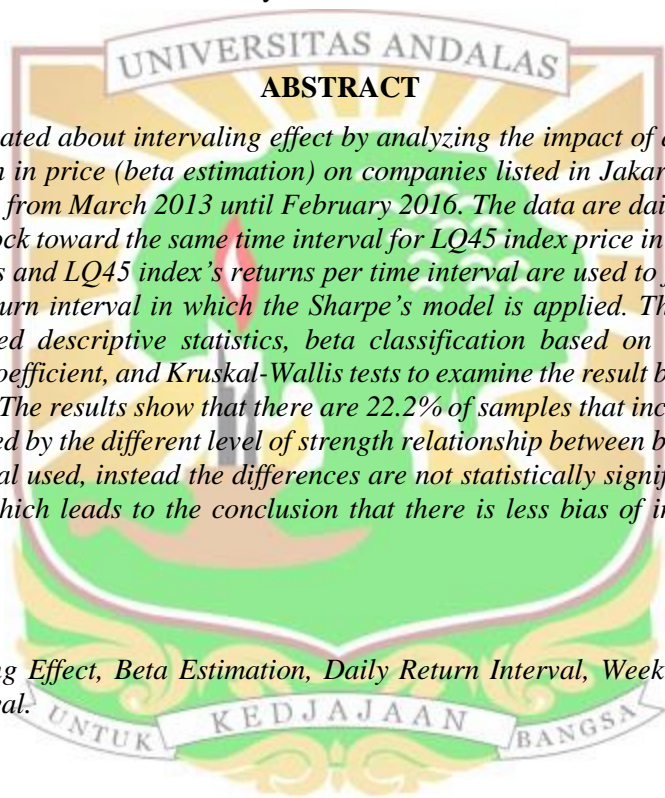 UNIVERSITAS ANDALAS
ABSTRACT
ated about intervaling effect by analyzing the impact of
in price (beta estimation) on companies listed in Jakar
from March 2013 until February 2016. The data are dai
ock toward the same time interval for LQ45 index price in
s and LQ45 index's returns per time interval are used to
urn interval in which the Sharpe's model is applied. Th
ed descriptive statistics, beta classification based on
oefficient, and Kruskal-Wallis tests to examine the result b
The results show that there are 22.2% of samples that inc
ed by the different level of strength relationship between b
al used, instead the differences are not statistically signif
hich leads to the conclusion that there is less bias of in
ng Effect, Beta Estimation, Daily Return Interval, Week
val.
UNTUK KEDJAJAAN BANGSA